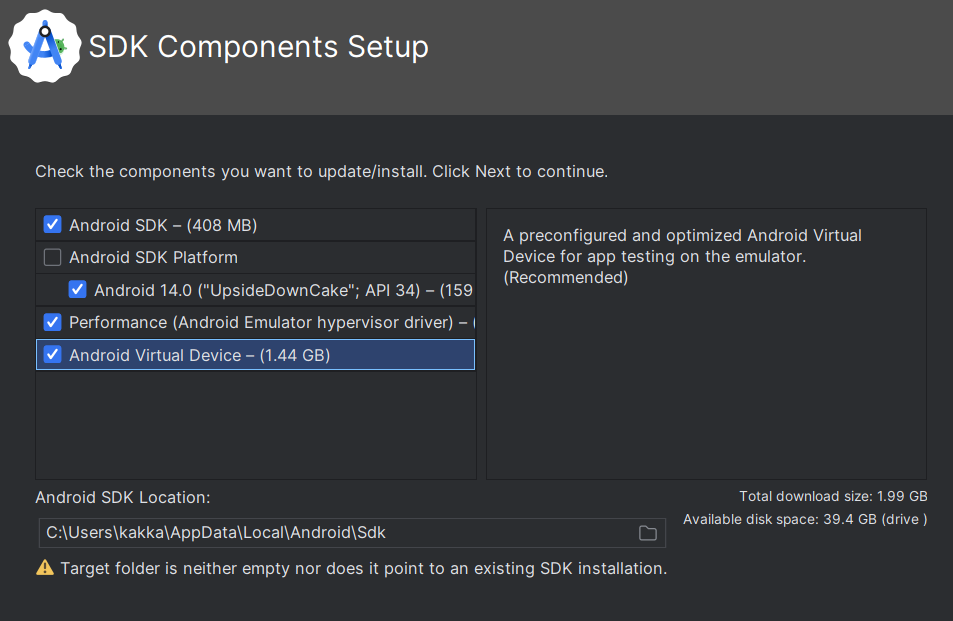 SDK Components Setup
Check the components you want to update/install. Click Next to continue.
Android SDK – (408 MB)
Android SDK Platform
Android 14.0 ("UpsideDownCake"; API 34) – (159
Performance (Android Emulator hypervisor driver) – (
Android Virtual Device – (1.44 GB)
A preconfigured and optimized Android Virtual
Device for app testing on the emulator.
(Recommended)
Android SDK Location:
Total download size: 1.99 GB
Available disk space: 39.4 GB (drive )
C:\Users\kakka\AppData\Local\Android\Sdk
Target folder is neither empty nor does it point to an existing SDK installation.